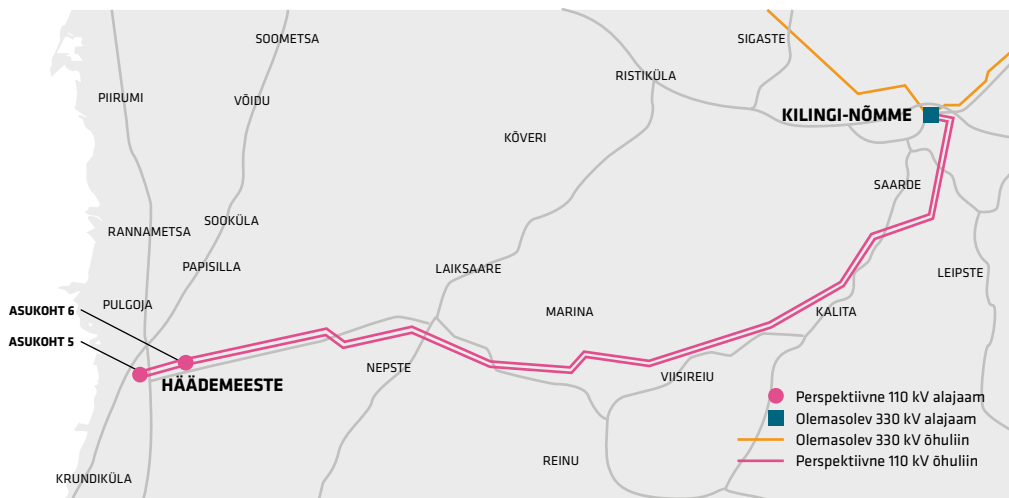 SOOMETSA
SIGASTE
RISTIKÜLA
PIIRUMI
VÕIDU
KILINGI-NÕMME
KÕVERI
SAARDE
SOOKÜLA
RANNAMETSA
PAPISILLA
LAIKSAARE
LEIPSTE
PULGOJA
ASUKOHT 6
MARINA
KALITA
ASUKOHT 5
NEPSTE
VIISIREIU
HÄÄDEMEESTE
Perspektiivne 110 kV alajaam
Olemasolev 330 kV alajaam
Olemasolev 330 kV õhuliin
Perspektiivne 110 kV õhuliin
REINU
KRUNDIKÜLA